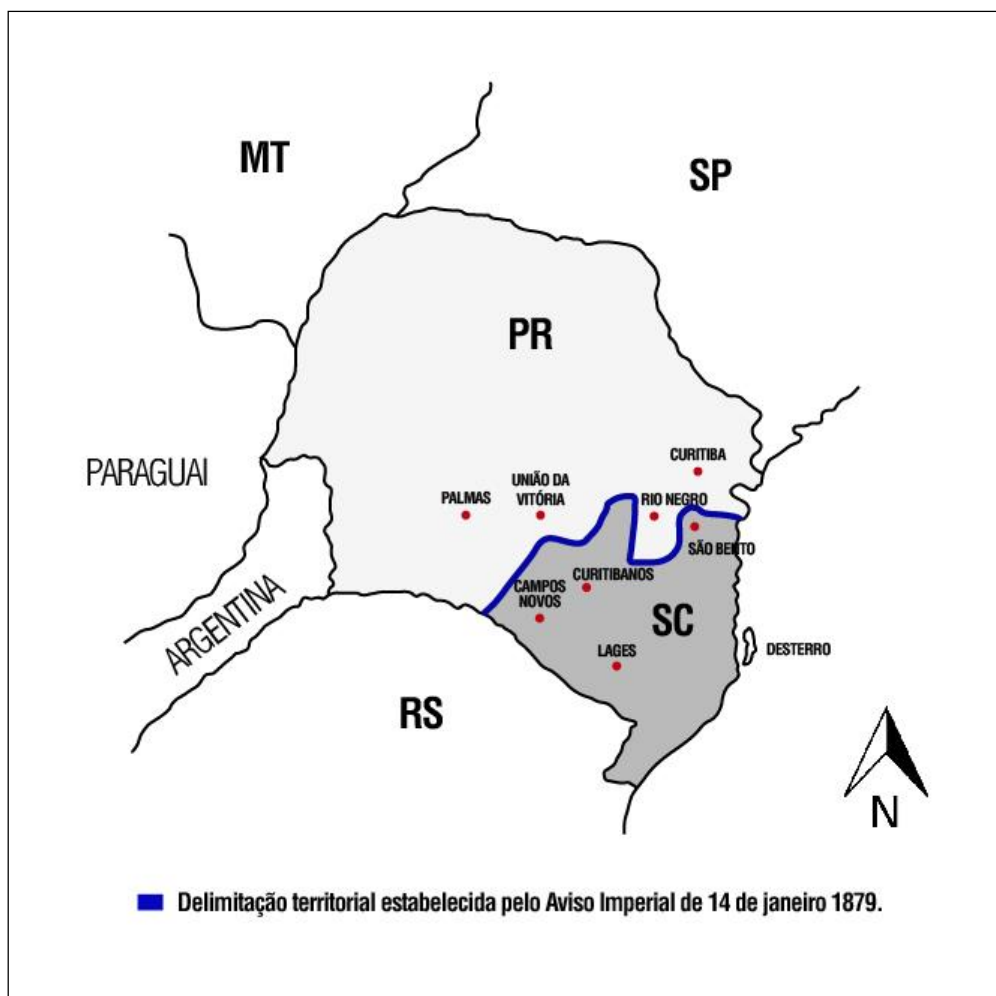 MT
SP
PR
PARAGUAI
CURITIBA
PALMAS
UNIÃO DA
VITÓRIA
RIO NEGRO
SÃO BENTO
CURITIBANOS
CAMPOS
NOVOS
SC
ARGENTINA
LAGES
DESTERRO
RS
N
Delimitação territorial estabelecida pelo Aviso Imperial de 14 de janeiro 1879.